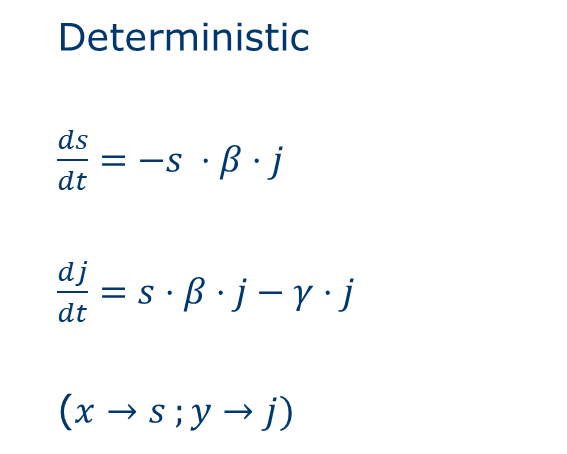 Deterministic
ds/dt = −s · β · j
dj/dt = s · β · j − γ · j
(x → s ; y → j)